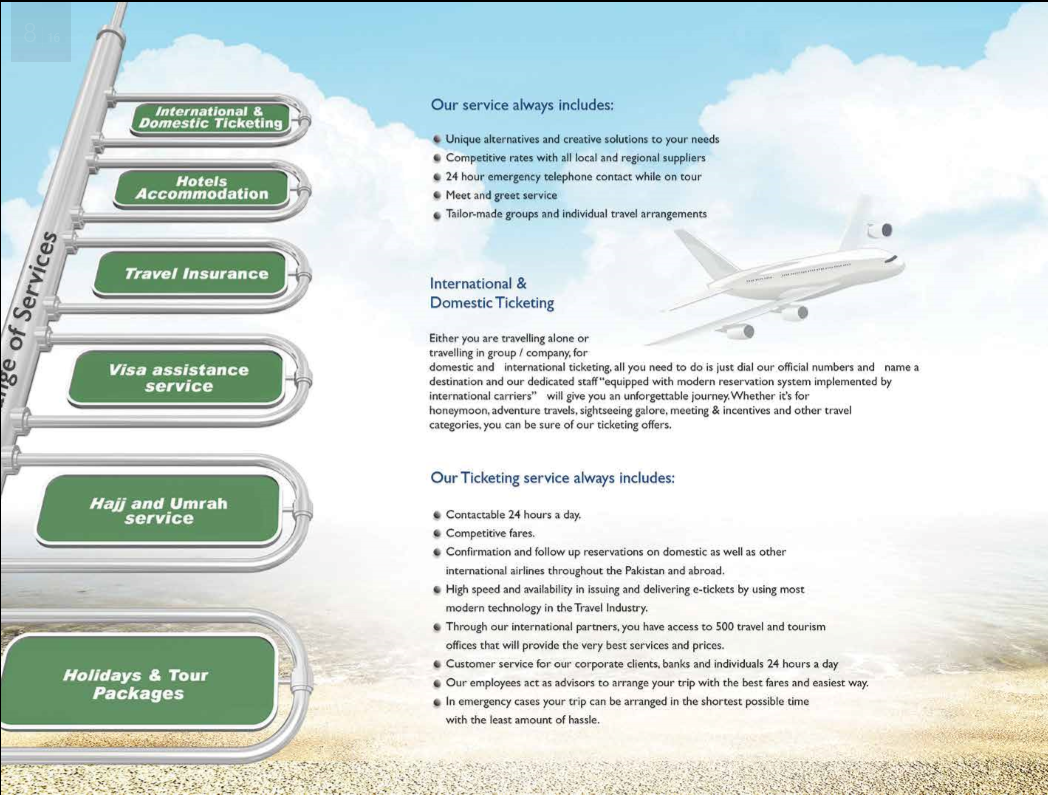 8
International &
Domestic Ticketing
Hotels
Accommodation
Travel Insurance
Visa assistance
service
Hajj and Umrah
service
Holidays & Tour
Packages
of Services
Our service always includes:
Unique alternatives and creative solutions to your needs
Competitive rates with all local and regional suppliers
24 hour emergency telephone contact while on tour
Meet and greet service
Tailor-made groups and individual travel arrangements
International &
Domestic Ticketing
Either you are travelling alone or
travelling in group / company, for
domestic and international ticketing, all you need to do is just dial our official numbers and name a
destination and our dedicated staff "equipped with modern reservation system implemented by
international carriers" will give you an unforgettable journey. Whether it's for
honeymoon, adventure travels, sightseeing galore, meeting & incentives and other travel
categories, you can be sure of our ticketing offers.
Our Ticketing service always includes:
Contactable 24 hours a day.
Competitive fares.
Confirmation and follow up reservations on domestic as well as other
international airlines throughout the Pakistan and abroad.
High speed and availability in issuing and delivering e-tickets by using most
modern technology in the Travel Industry.
Through our international partners, you have access to 500 travel and tourism
offices that will provide the very best services and prices.
Customer service for our corporate clients, banks and individuals 24 hours a day
Our employees act as advisors to arrange your trip with the best fares and easiest way.
In emergency cases your trip can be arranged in the shortest possible time
with the least amount of hassle.